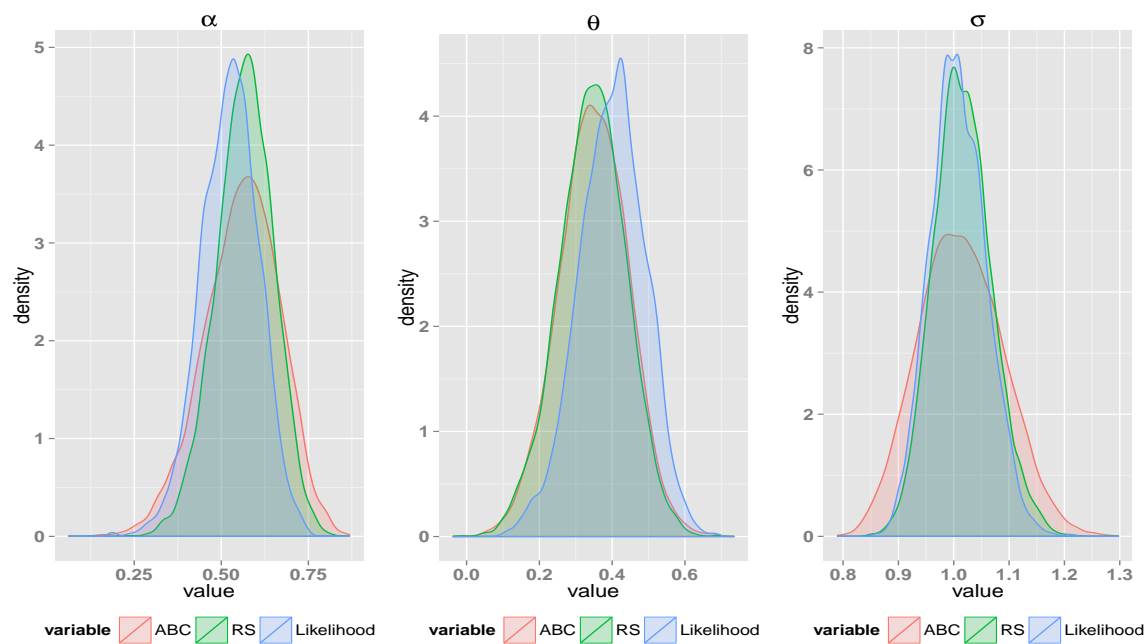 α
density
5
4
3
2
1
0
0.25 0.50 0.75
value
variable ABC RS Likelihood
θ
density
4
3
2
1
0
0.0 0.2 0.4 0.6
value
variable ABC RS Likelihood
σ
density
8
6
4
2
0
0.8 0.9 1.0 1.1 1.2 1.3
value
variable ABC RS Likelihood